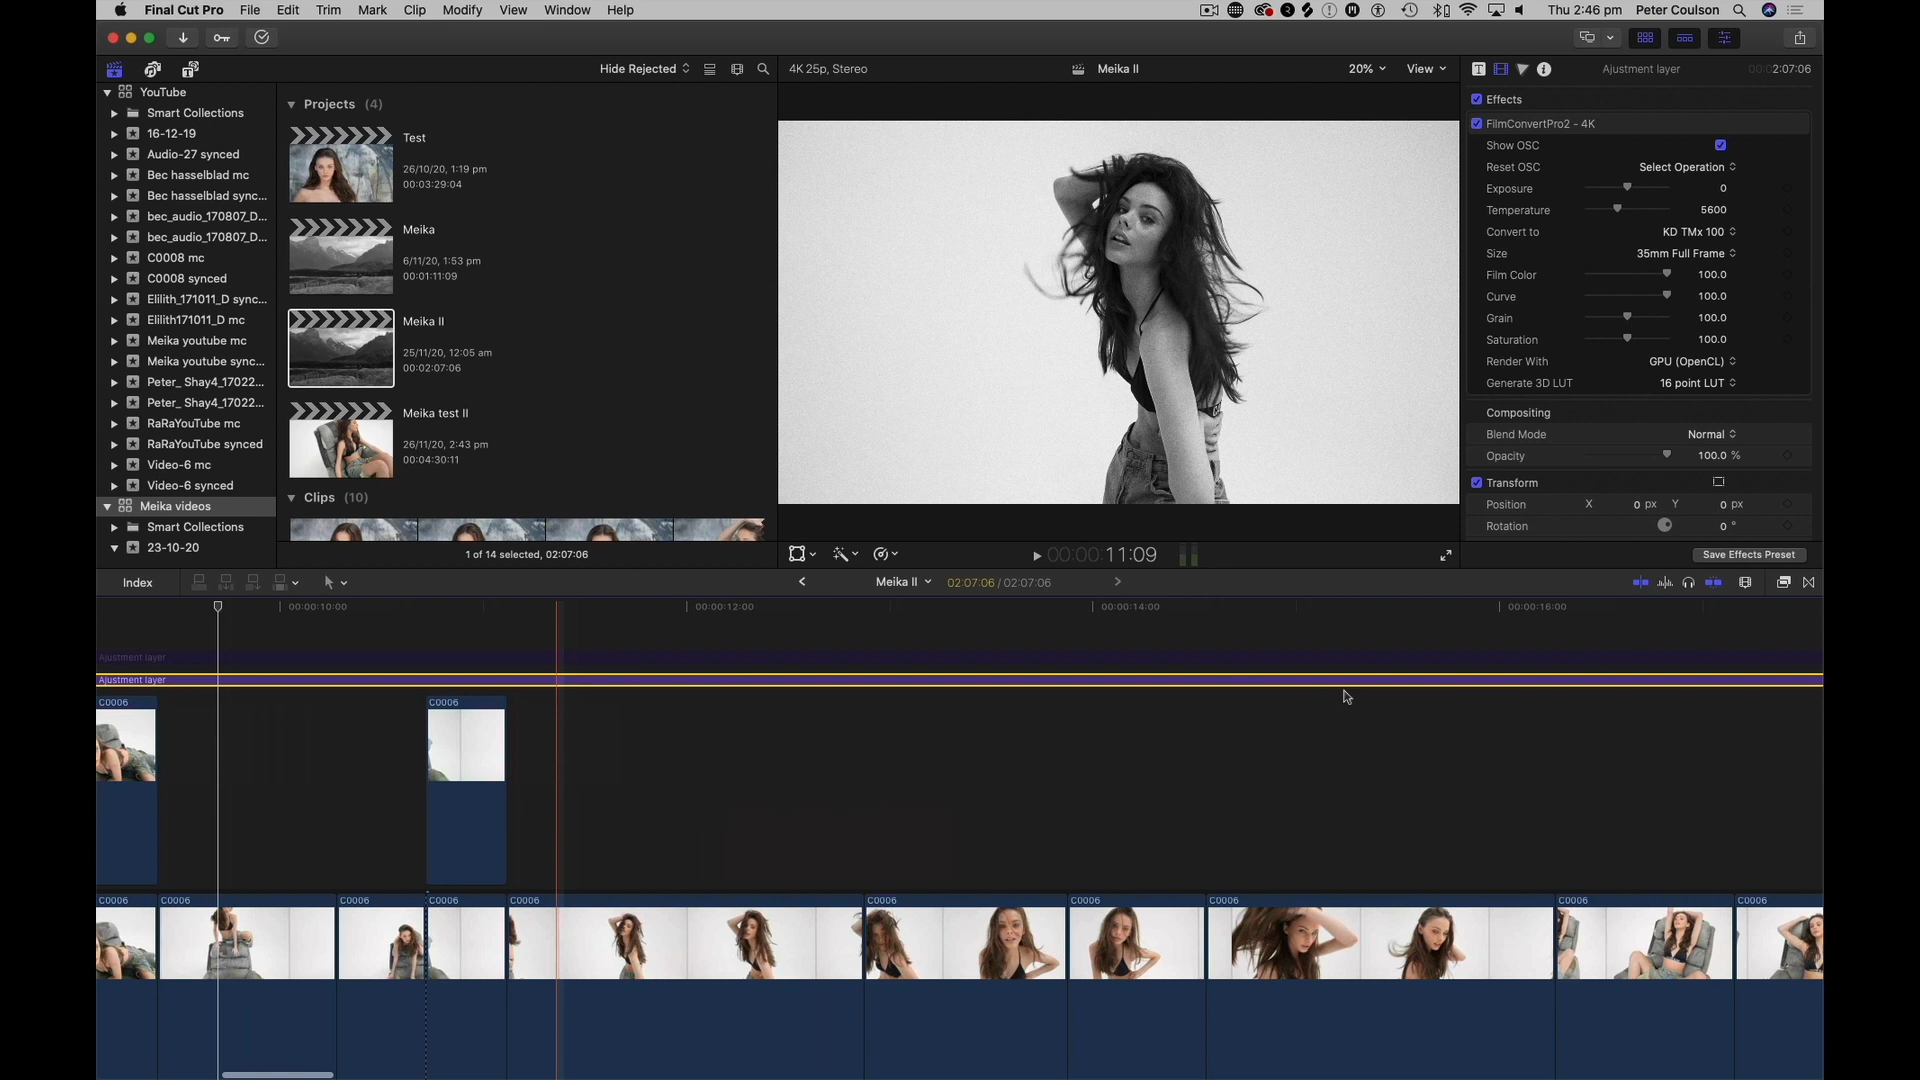 Final Cut Pro File Edit Trim Mark Clip Modify View Window Help Thu 2:46 pm Peter Coulson
Hide Rejected 4K 25p, Stereo Meika II 20% View Ajustment layer 00:02:07:06
YouTube
Smart Collections
16-12-19
Audio-27 synced
Bec hasselblad mc
Bec hasselblad sync...
bec_audio_170807_D...
bec_audio_170807_D...
C0008 mc
C0008 synced
Elilith_171011_D sync...
Elilith171011_D mc
Meika youtube mc
Meika youtube sync...
Peter_ Shay4_17022...
Peter_ Shay4_17022...
RaRaYouTube mc
RaRaYouTube synced
Video-6 mc
Video-6 synced
Meika videos
Smart Collections
23-10-20
Projects (4)
Test
26/10/20, 1:19 pm
00:03:29:04
Meika
6/11/20, 1:53 pm
00:01:11:09
Meika II
25/11/20, 12:05 am
00:02:07:06
Meika test II
26/11/20, 2:43 pm
00:04:30:11
Clips (10)
1 of 14 selected, 02:07:06
00:00:11:09
Effects
FilmConvertPro2 - 4K
Show OSC
Reset OSC Select Operation
Exposure 0
Temperature 5600
Convert to KD TMx 100
Size 35mm Full Frame
Film Color 100.0
Curve 100.0
Grain 100.0
Saturation 100.0
Render With GPU (OpenCL)
Generate 3D LUT 16 point LUT
Compositing
Blend Mode Normal
Opacity 100.0 %
Transform
Position X 0 px Y 0 px
Rotation 0 °
Save Effects Preset
Index Meika II 02:07:06 / 02:07:06
00:00:10:00 00:00:12:00 00:00:14:00 00:00:16:00
Ajustment layer
Ajustment layer
C0006 C0006
C0006 C0006 C0006 C0006 C0006 C0006 C0006 C0006 C0006 C0006